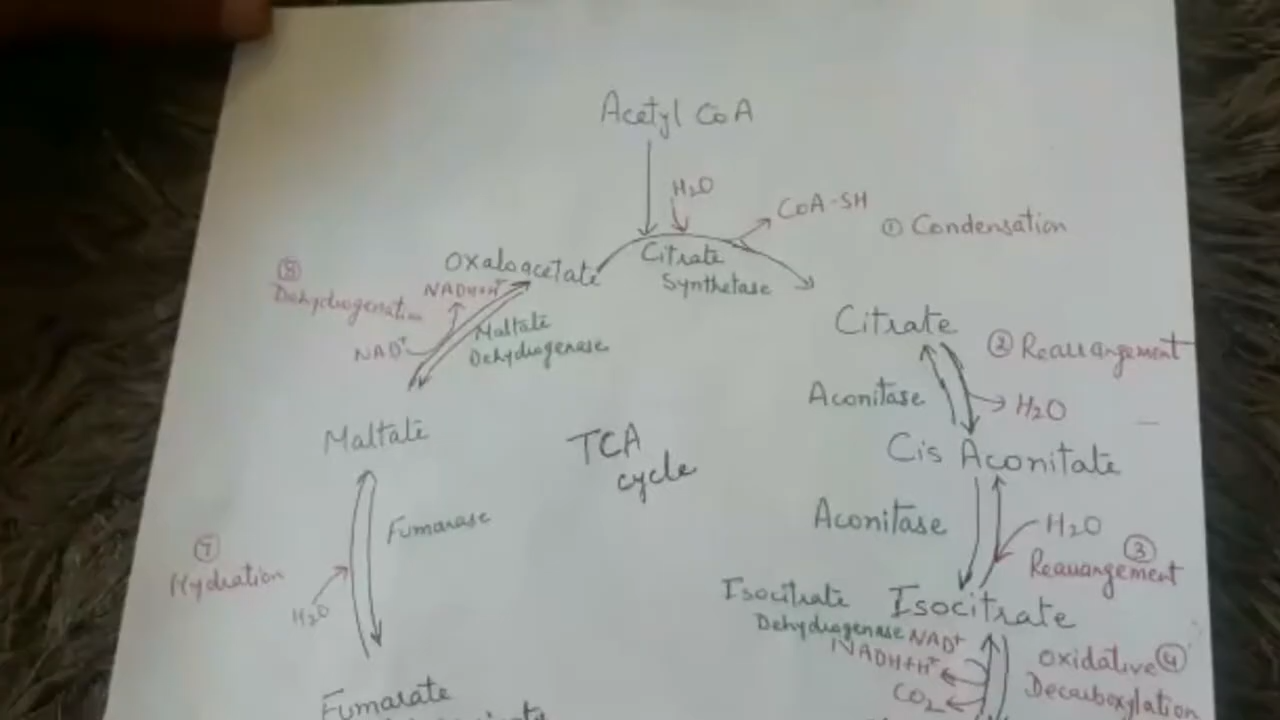 Acetyl CoA
H₂O
CoA-SH
① Condensation
Citrate
Synthetase
Oxaloacetate
⑧
Dehydrogenation
NADH+H⁺
NAD⁺
Maltate
Dehydrogenase
Citrate
② Rearrangement
Aconitase
H₂O
Maltate
TCA
cycle
Cis Aconitate
Fumarase
Aconitase
H₂O
③
Rearrangement
⑦
Hydration
H₂O
Isocitrate
Dehydrogenase
Isocitrate
NAD⁺
NADH+H⁺
CO₂
Oxidative ④
Decarboxylation
Fumarate